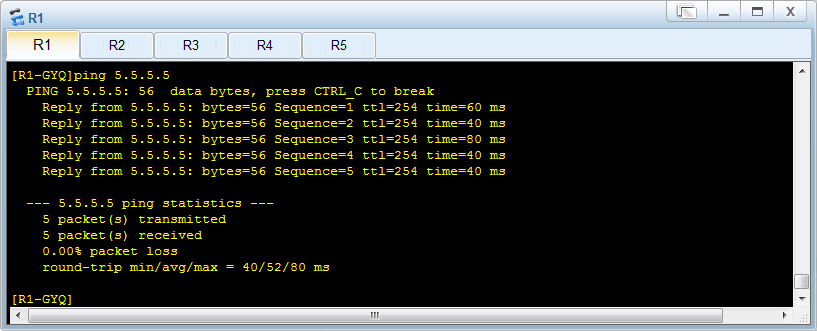 R1
R1 R2 R3 R4 R5
[R1-GYQ]ping 5.5.5.5
  PING 5.5.5.5: 56  data bytes, press CTRL_C to break
    Reply from 5.5.5.5: bytes=56 Sequence=1 ttl=254 time=60 ms
    Reply from 5.5.5.5: bytes=56 Sequence=2 ttl=254 time=40 ms
    Reply from 5.5.5.5: bytes=56 Sequence=3 ttl=254 time=80 ms
    Reply from 5.5.5.5: bytes=56 Sequence=4 ttl=254 time=40 ms
    Reply from 5.5.5.5: bytes=56 Sequence=5 ttl=254 time=40 ms
  --- 5.5.5.5 ping statistics ---
    5 packet(s) transmitted
    5 packet(s) received
    0.00% packet loss
    round-trip min/avg/max = 40/52/80 ms
[R1-GYQ]